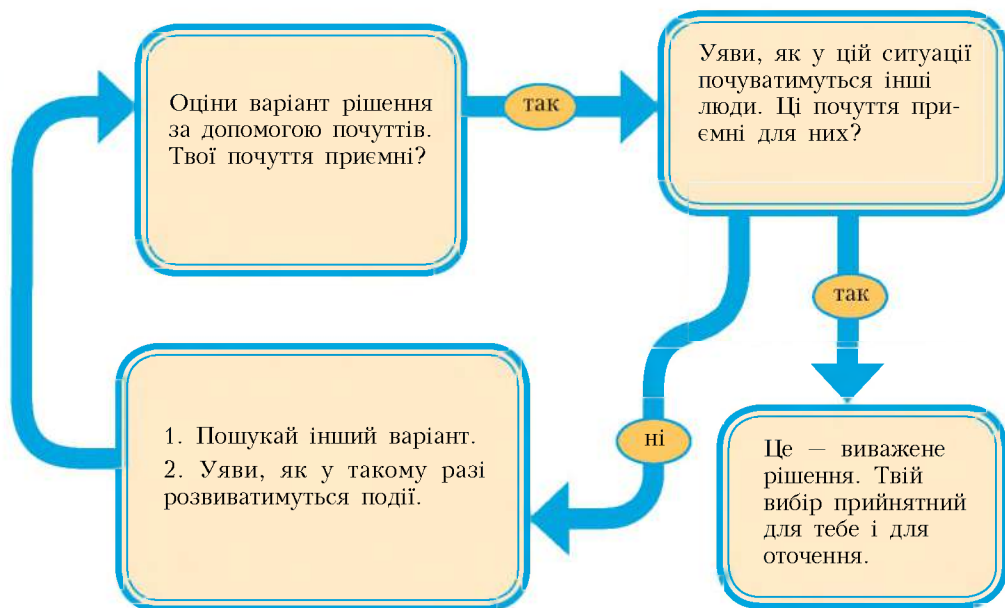 Оціни варіант рішення
за допомогою почуттів.
Твої почуття приємні?
так
Уяви, як у цій ситуації
почуватимуться інші
люди. Ці почуття при-
ємні для них?
так
ні
1. Пошукай інший варіант.
2. Уяви, як у такому разі
розвиватимуться події.
Це — виважене
рішення. Твій
вибір прийнятний
для тебе і для
оточення.